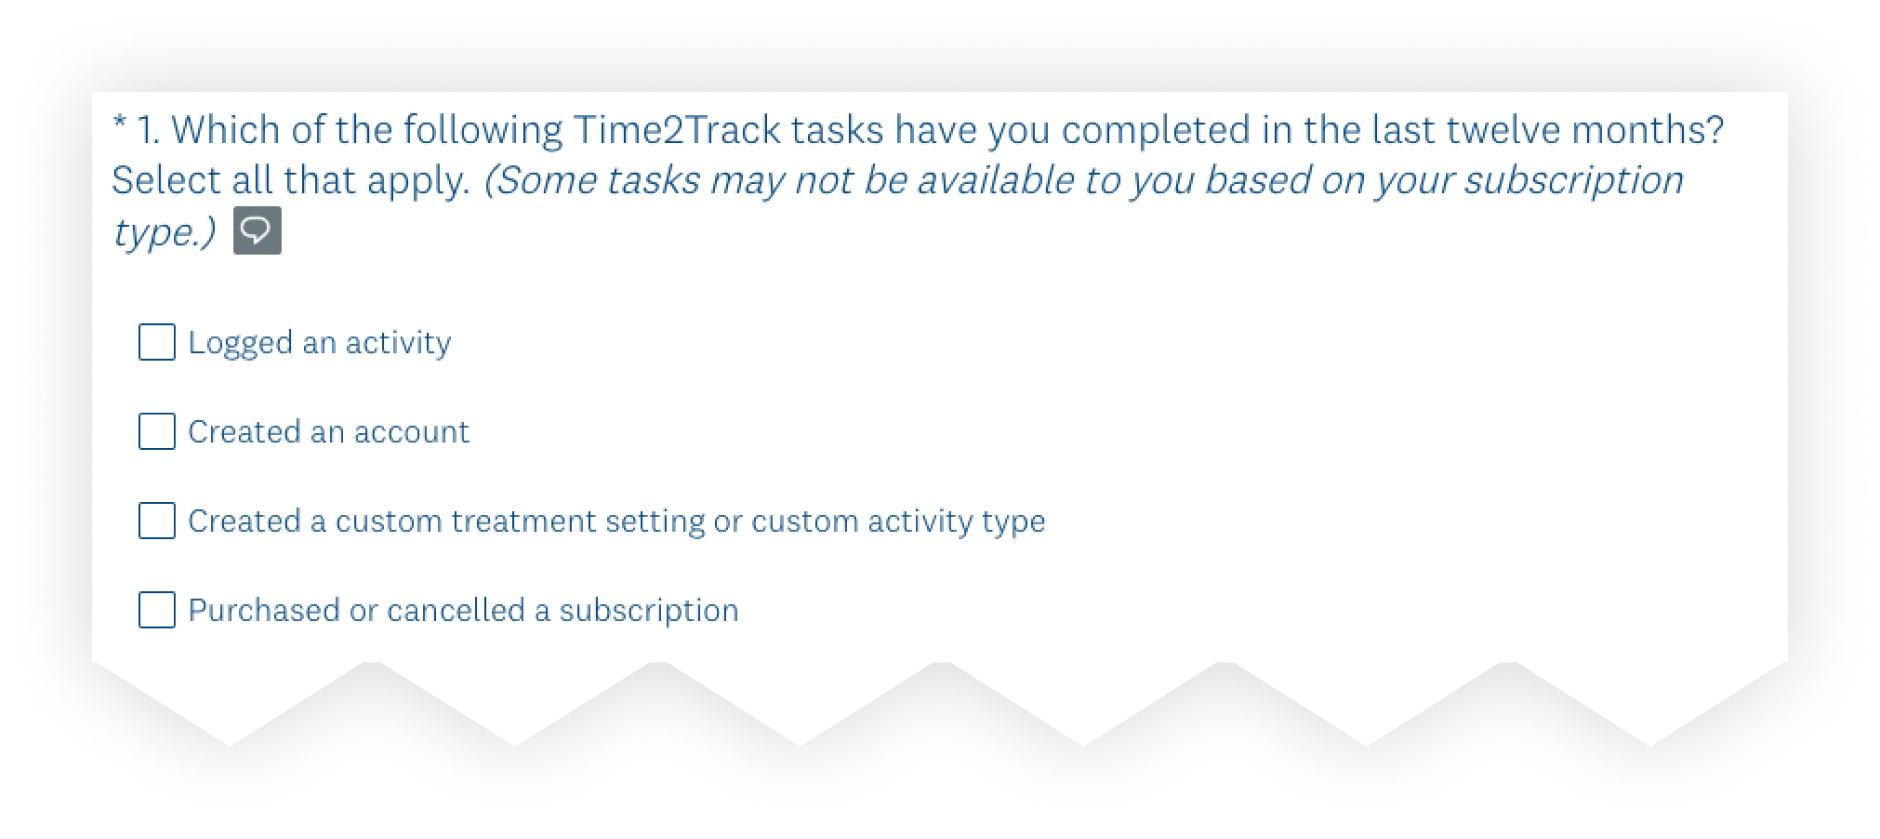 * 1. Which of the following Time2Track tasks have you completed in the last twelve months?
Select all that apply. (Some tasks may not be available to you based on your subscription
type.)
Logged an activity
Created an account
Created a custom treatment setting or custom activity type
Purchased or cancelled a subscription